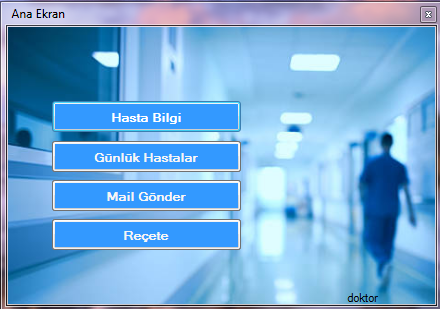 Ana Ekran
x
Hasta Bilgi
Günlük Hastalar
Mail Gönder
Reçete
doktor